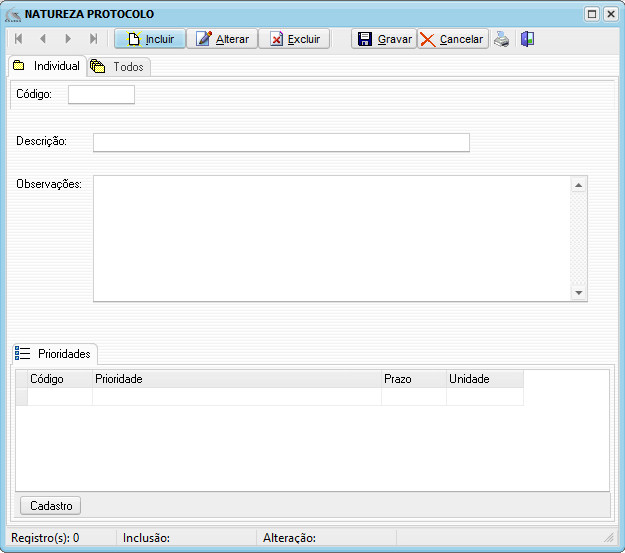 NATUREZA PROTOCOLO
Incluir Alterar Excluir Gravar Cancelar
Individual Todos
Código:
Descrição:
Observações:
Prioridades
Código Prioridade Prazo Unidade
Cadastro
Registro(s): 0 Inclusão: Alteração: